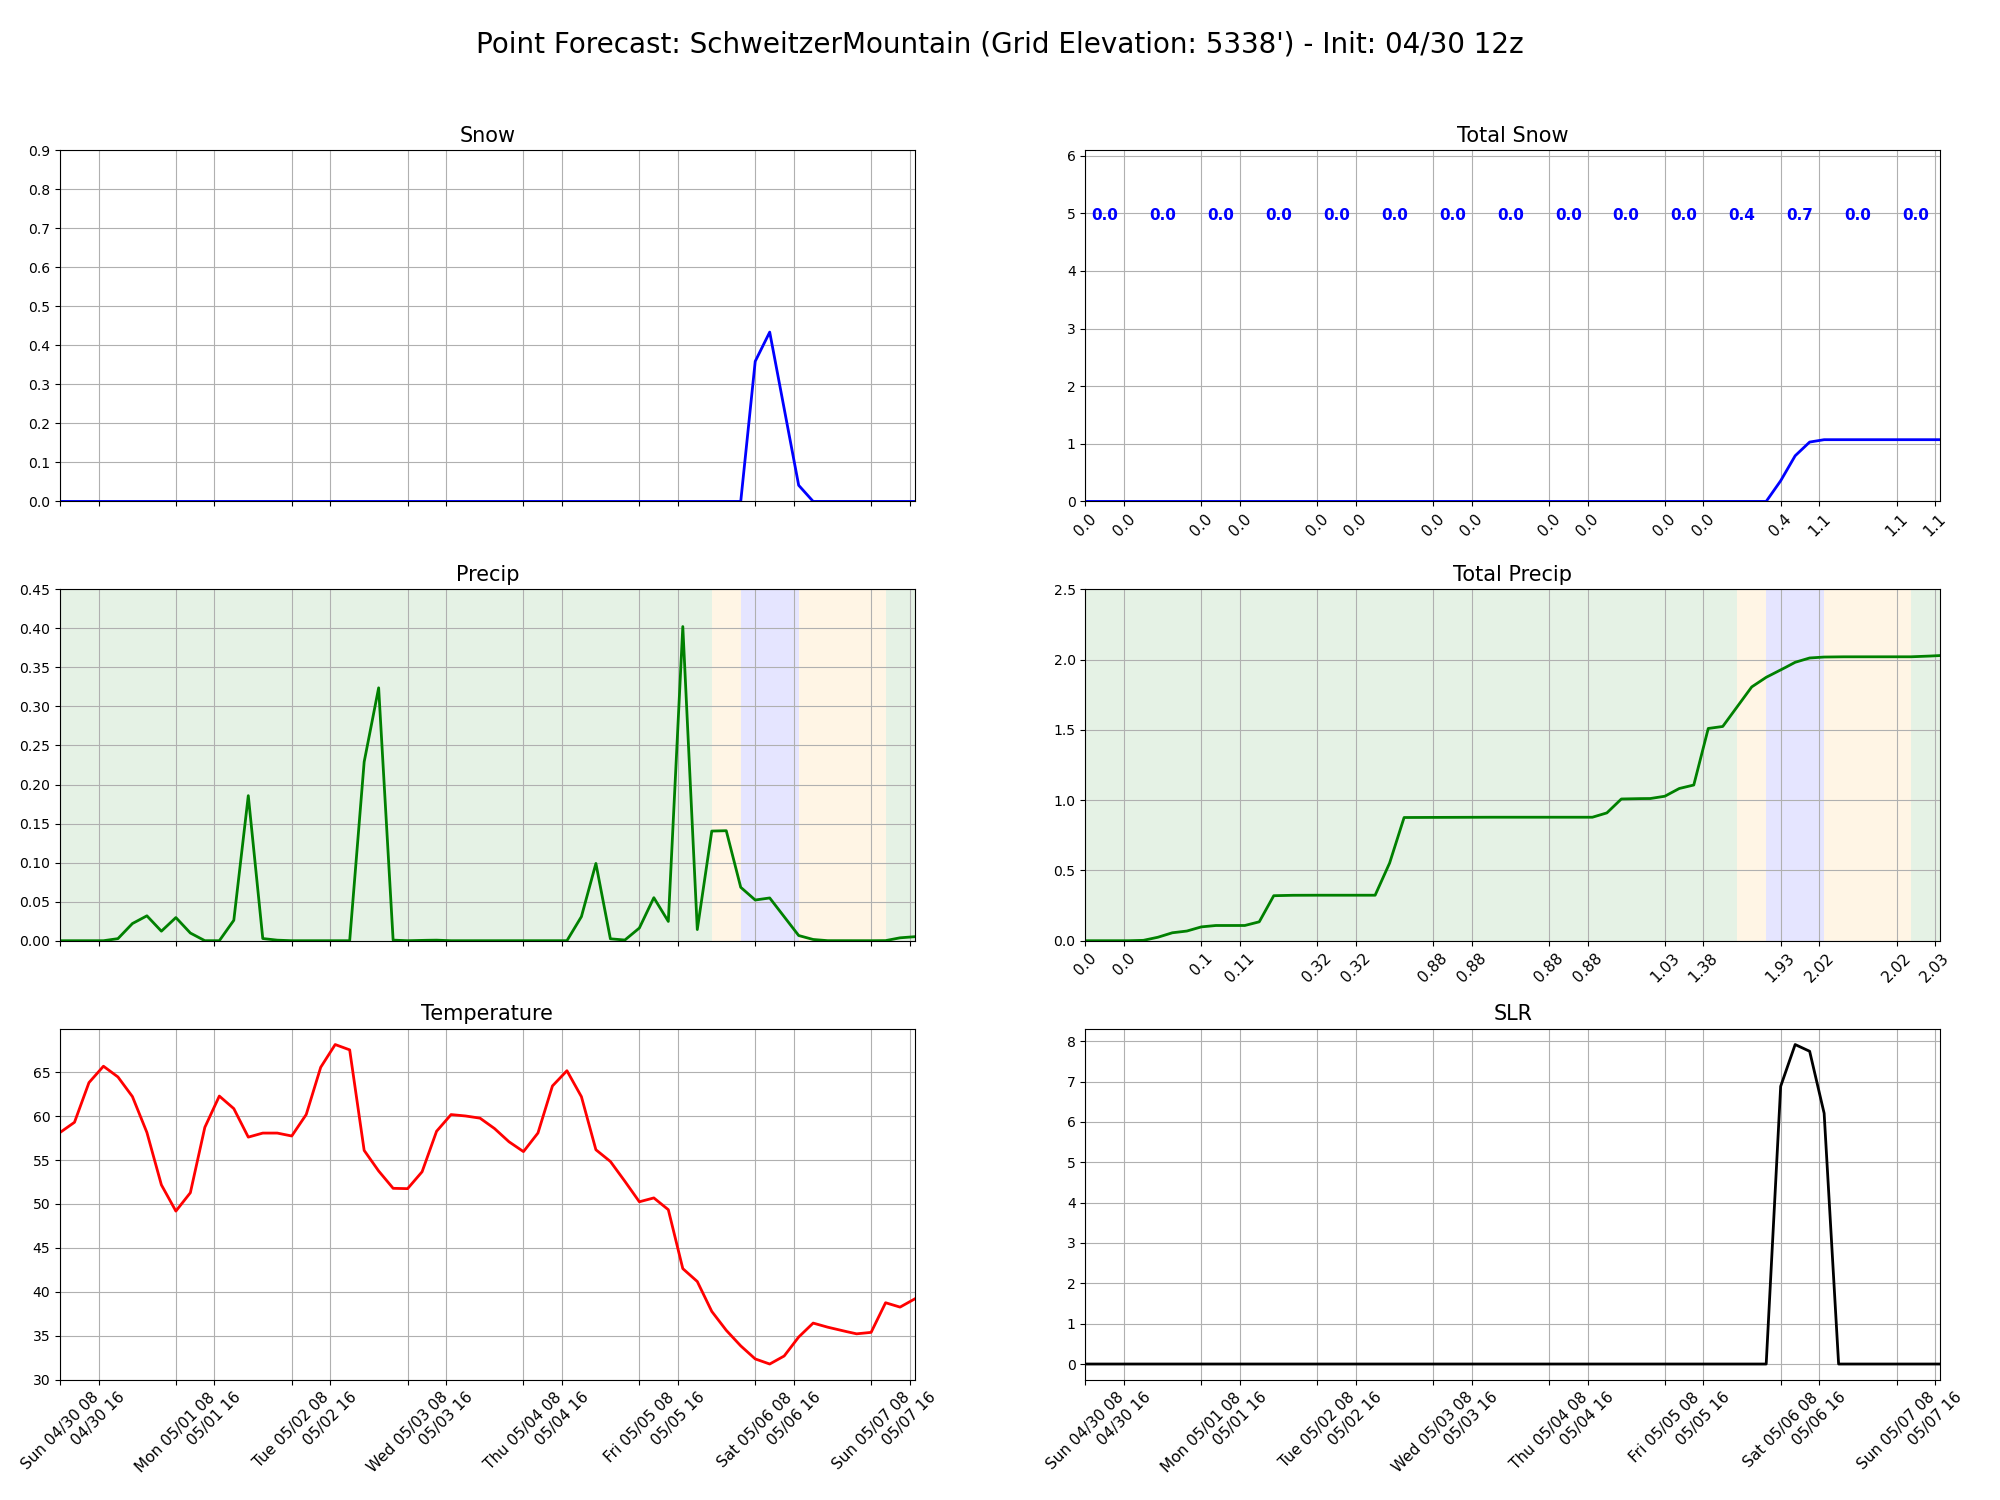 Point Forecast: SchweitzerMountain (Grid Elevation: 5338') - Init: 04/30 12z
Snow
0.9
0.8
0.7
0.6
0.5
0.4
0.3
0.2
0.1
0.0
Total Snow
6
5
4
3
2
1
0
0.0 0.0 0.0 0.0 0.0 0.0 0.0 0.0 0.0 0.0 0.0 0.4 0.7 0.0 0.0
0.0 0.0 0.0 0.0 0.0 0.0 0.0 0.0 0.0 0.0 0.0 0.0 0.4 1.1 1.1 1.1
Precip
0.45
0.40
0.35
0.30
0.25
0.20
0.15
0.10
0.05
0.00
Total Precip
2.5
2.0
1.5
1.0
0.5
0.0
0.0 0.0 0.1 0.11 0.32 0.32 0.88 0.88 0.88 0.88 1.03 1.38 1.93 2.02 2.02 2.03
Temperature
65
60
55
50
45
40
35
30
Sun 04/30 08
04/30 16
Mon 05/01 08
05/01 16
Tue 05/02 08
05/02 16
Wed 05/03 08
05/03 16
Thu 05/04 08
05/04 16
Fri 05/05 08
05/05 16
Sat 05/06 08
05/06 16
Sun 05/07 08
05/07 16
SLR
8
7
6
5
4
3
2
1
0
Sun 04/30 08
04/30 16
Mon 05/01 08
05/01 16
Tue 05/02 08
05/02 16
Wed 05/03 08
05/03 16
Thu 05/04 08
05/04 16
Fri 05/05 08
05/05 16
Sat 05/06 08
05/06 16
Sun 05/07 08
05/07 16